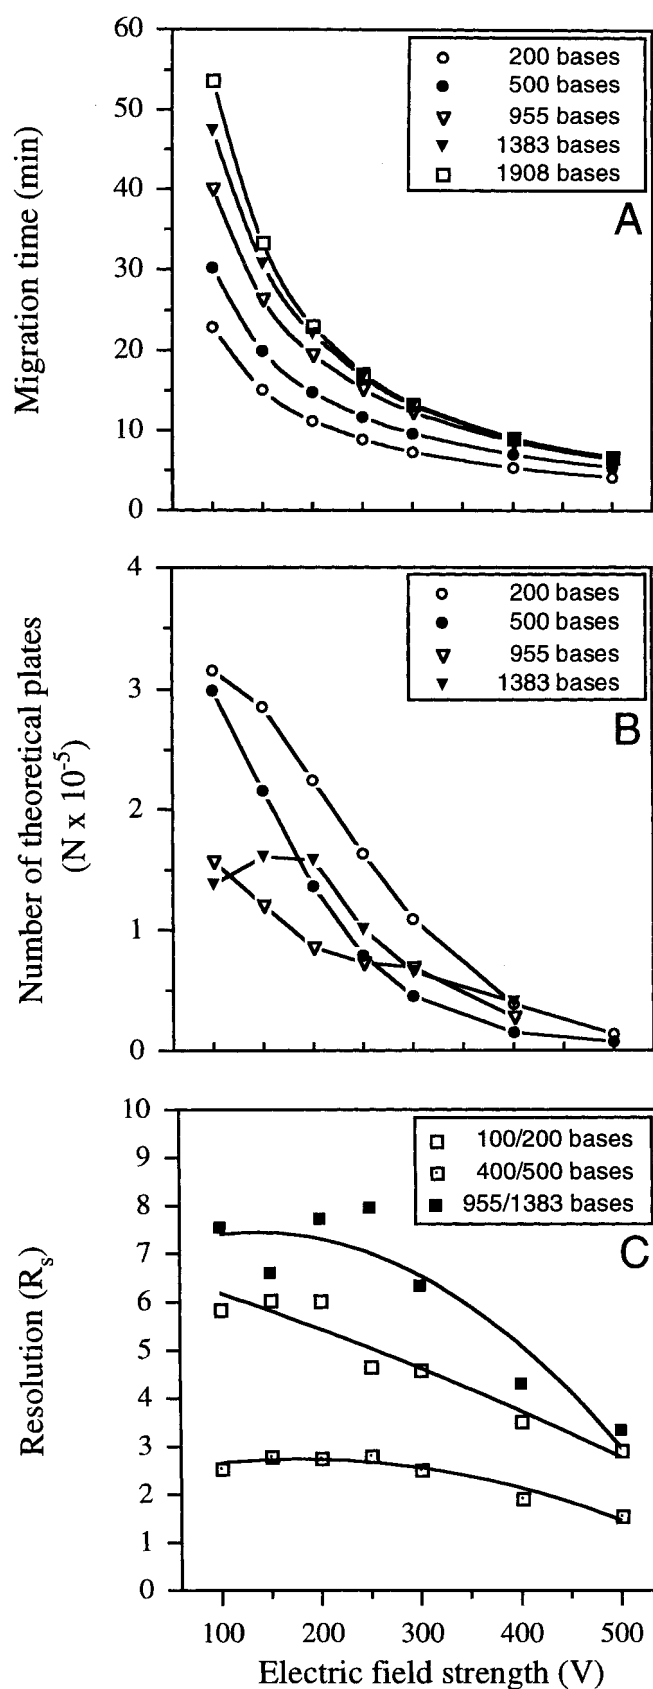 60
50
40
30
20
10
0
Migration time (min)
200 bases
500 bases
955 bases
1383 bases
1908 bases
A
4
3
2
1
0
Number of theoretical plates
(N x 10⁻⁵)
200 bases
500 bases
955 bases
1383 bases
B
10
9
8
7
6
5
4
3
2
1
0
Resolution (Rₛ)
100/200 bases
400/500 bases
955/1383 bases
C
100 200 300 400 500
Electric field strength (V)